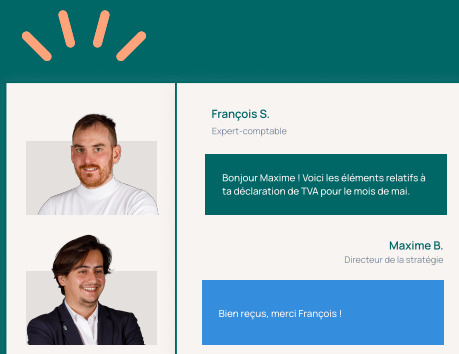 François S.
Expert-comptable
Bonjour Maxime ! Voici les éléments relatifs à
ta déclaration de TVA pour le mois de mai.
Maxime B.
Directeur de la stratégie
Bien reçus, merci François !